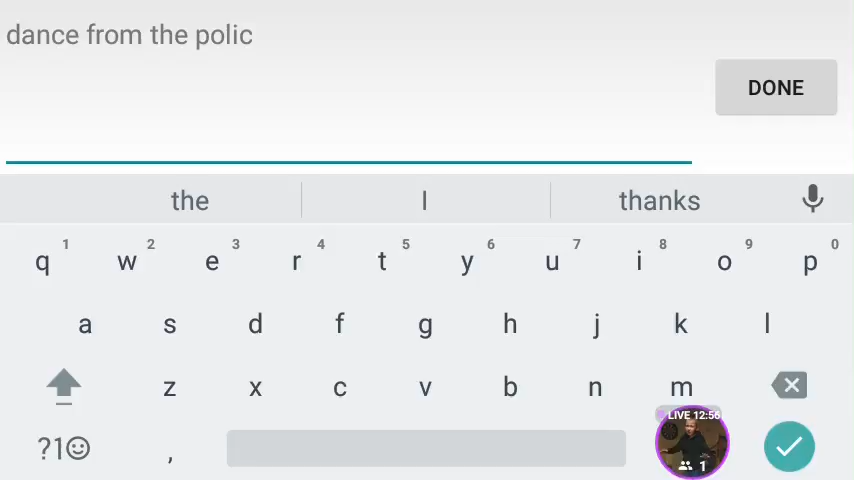 dance from the polic
DONE
the I thanks
1 2 3 4 5 6 7 8 9 0
q w e r t y u i o p
a s d f g h j k l
z x c v b n m
LIVE 12:56
?1 ,
1